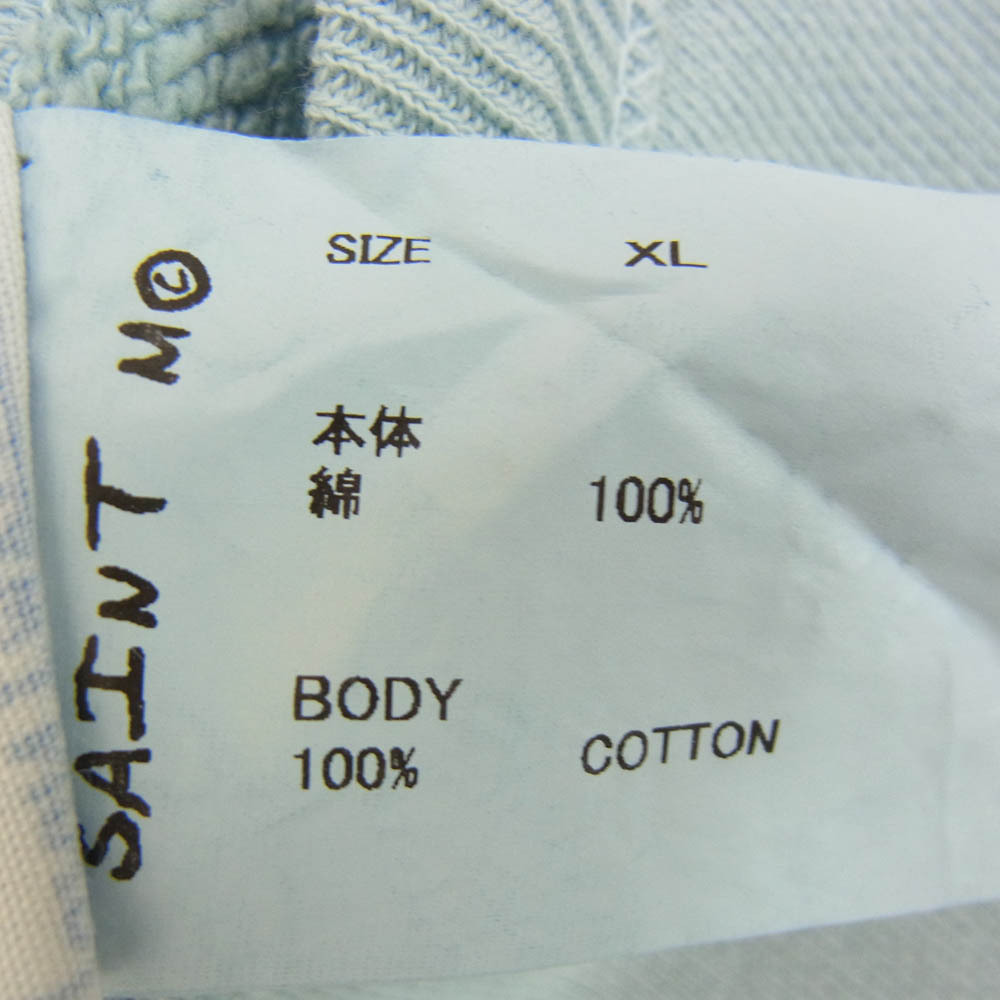 SAINT M©
SIZE XL
本体
綿 100%
BODY
100% COTTON